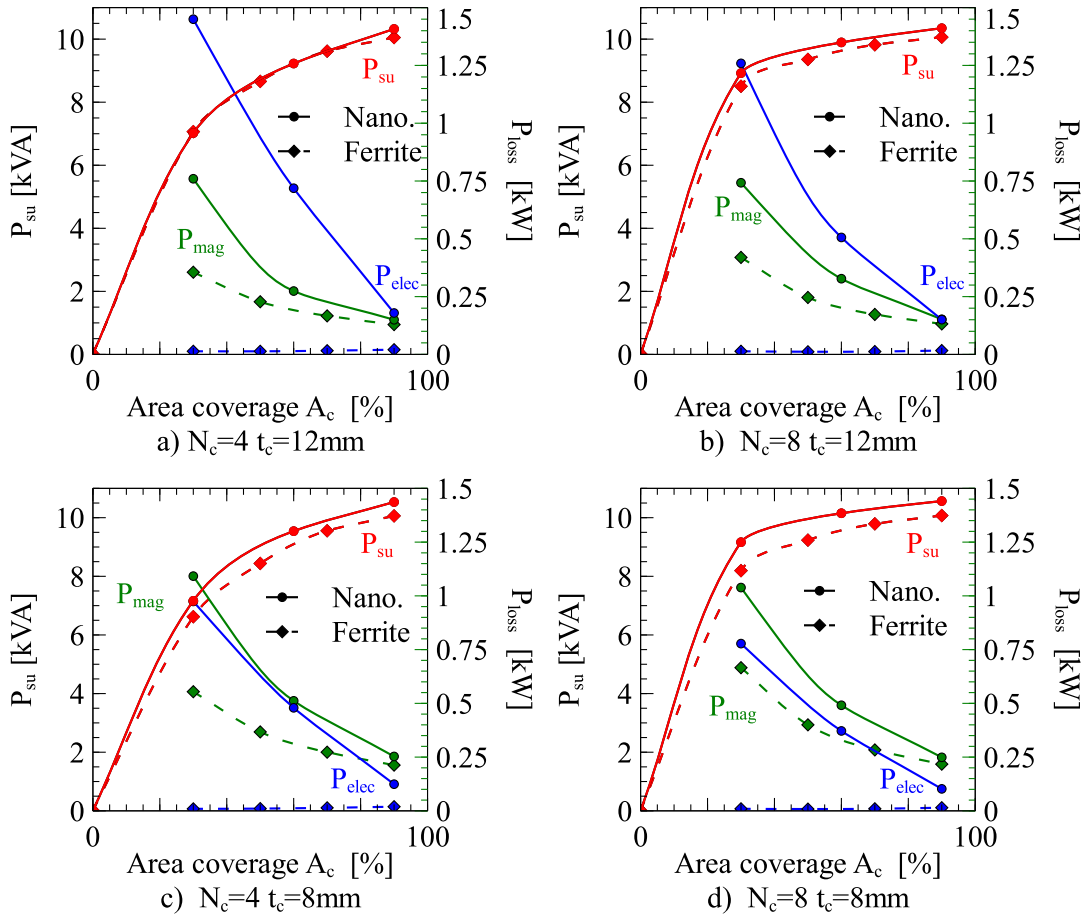 10
8
6
4
2
0
P_su [kVA]
1.5
1.25
1
0.75
0.5
0.25
0
P_loss [kW]
P_su
Nano.
Ferrite
P_mag
P_elec
0
100
Area coverage A_c [%]
a) N_c=4 t_c=12mm
10
8
6
4
2
0
P_su [kVA]
1.5
1.25
1
0.75
0.5
0.25
0
P_loss [kW]
P_su
Nano.
Ferrite
P_mag
P_elec
0
100
Area coverage A_c [%]
b) N_c=8 t_c=12mm
10
8
6
4
2
0
P_su [kVA]
1.5
1.25
1
0.75
0.5
0.25
0
P_loss [kW]
P_su
P_mag
Nano.
Ferrite
P_elec
0
100
Area coverage A_c [%]
c) N_c=4 t_c=8mm
10
8
6
4
2
0
P_su [kVA]
1.5
1.25
1
0.75
0.5
0.25
0
P_loss [kW]
P_su
Nano.
Ferrite
P_mag
P_elec
0
100
Area coverage A_c [%]
d) N_c=8 t_c=8mm